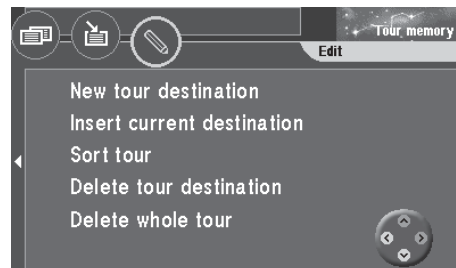 Tour memory
Edit
New tour destination
Insert current destination
Sort tour
Delete tour destination
Delete whole tour